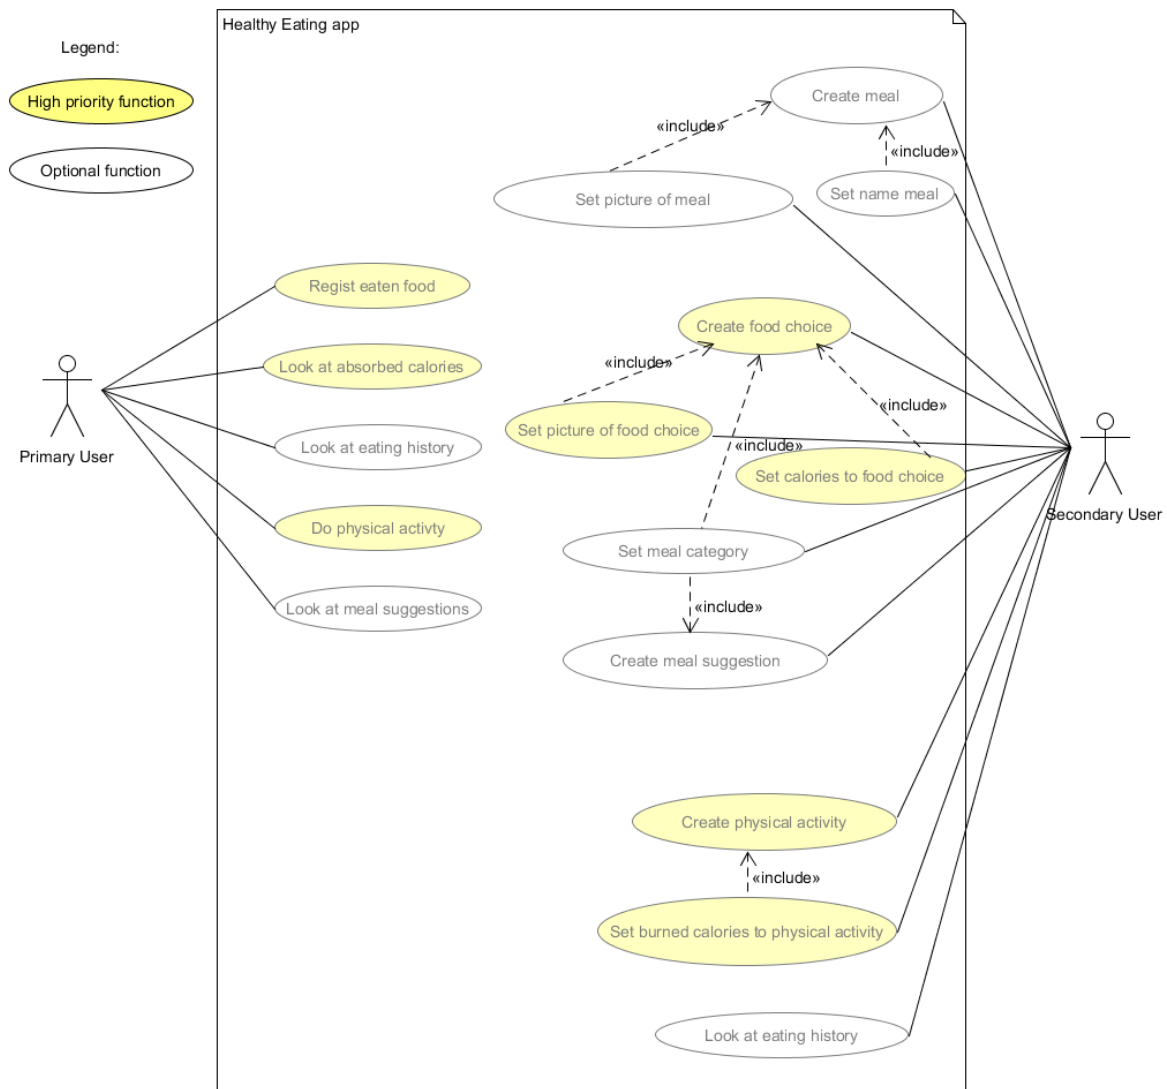 Healthy Eating app
Legend:
High priority function
Optional function
Create meal
«include»
«include»
Set picture of meal
Set name meal
Regist eaten food
Create food choice
Look at absorbed calories
«include»
«include»
Set picture of food choice
Look at eating history
«include»
Set calories to food choice
Primary User
Secondary User
Do physical activty
Set meal category
Look at meal suggestions
«include»
Create meal suggestion
Create physical activity
«include»
Set burned calories to physical activity
Look at eating history